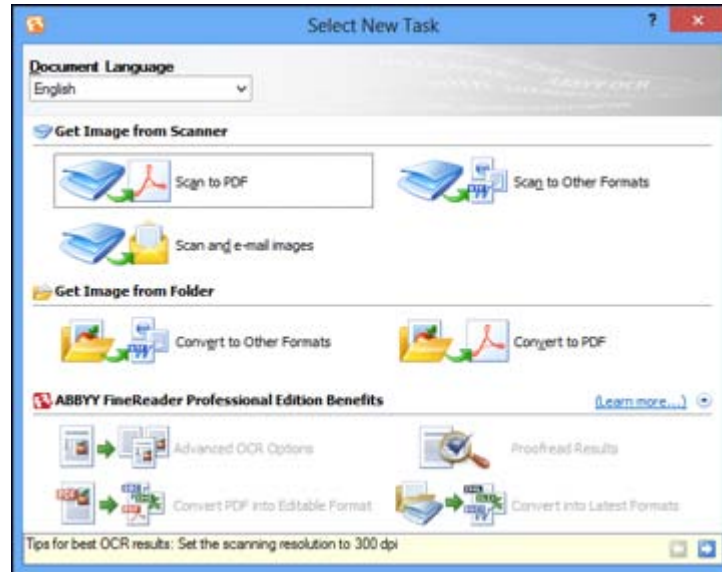 Select New Task
?
Document Language
English
ABBYY OCR
Get Image from Scanner
Scan to PDF
Scan to Other Formats
Scan and e-mail images
Get Image from Folder
Convert to Other Formats
Convert to PDF
ABBYY FineReader Professional Edition Benefits
(Learn more...)
Advanced OCR Options
Proofread Results
Convert PDF into Editable Format
Convert into Latest Formats
Tips for best OCR results: Set the scanning resolution to 300 dpi